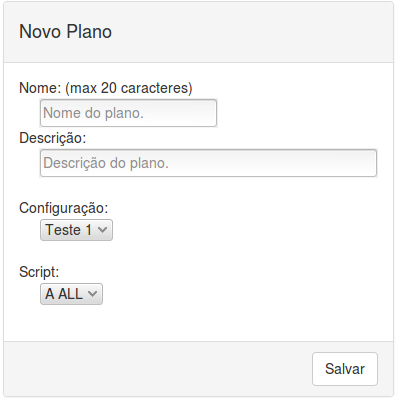 Novo Plano
Nome: (max 20 caracteres)
Nome do plano.
Descrição:
Descrição do plano.
Configuração:
Teste 1
Script:
A ALL
Salvar